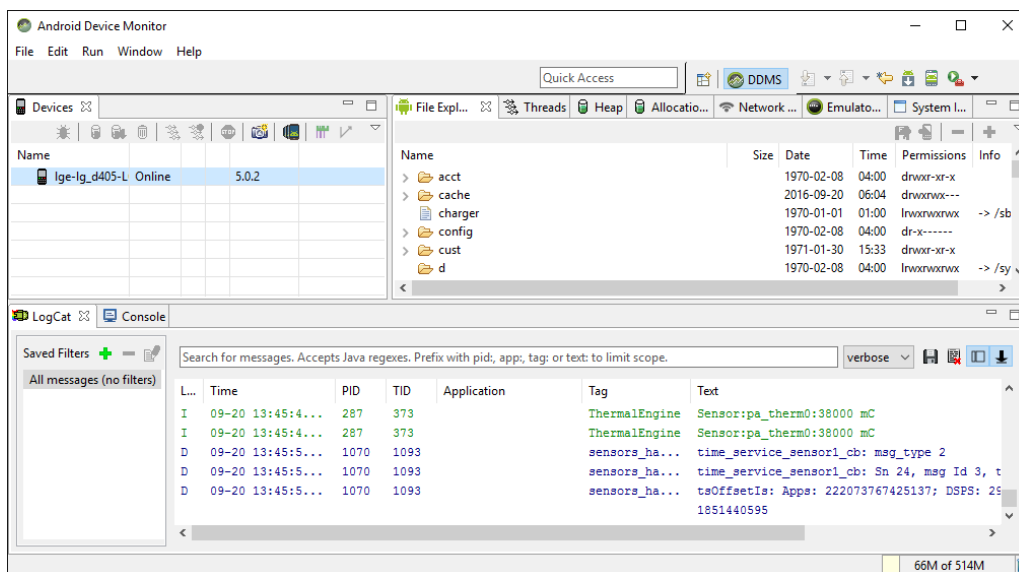 Android Device Monitor
File Edit Run Window Help
Quick Access DDMS
Devices
Name
lge-lg_d405-L Online 5.0.2
File Expl... Threads Heap Allocatio... Network ... Emulato... System I...
Name Size Date Time Permissions Info
acct 1970-02-08 04:00 drwxr-xr-x
cache 2016-09-20 06:04 drwxrwx---
charger 1970-01-01 01:00 lrwxrwxrwx -> /sb
config 1970-02-08 04:00 dr-x------
cust 1971-01-30 15:33 drwxr-xr-x
d 1970-02-08 04:00 lrwxrwxrwx -> /sy
LogCat Console
Saved Filters
All messages (no filters)
Search for messages. Accepts Java regexes. Prefix with pid:, app:, tag: or text: to limit scope. verbose
L... Time PID TID Application Tag Text
I 09-20 13:45:4... 287 373 ThermalEngine Sensor:pa_therm0:38000 mC
I 09-20 13:45:4... 287 373 ThermalEngine Sensor:pa_therm0:38000 mC
D 09-20 13:45:5... 1070 1093 sensors_ha... time_service_sensor1_cb: msg_type 2
D 09-20 13:45:5... 1070 1093 sensors_ha... time_service_sensor1_cb: Sn 24, msg Id 3, t
D 09-20 13:45:5... 1070 1093 sensors_ha... tsOffsetIs: Apps: 222073767425137; DSPS: 29
1851440595
66M of 514M